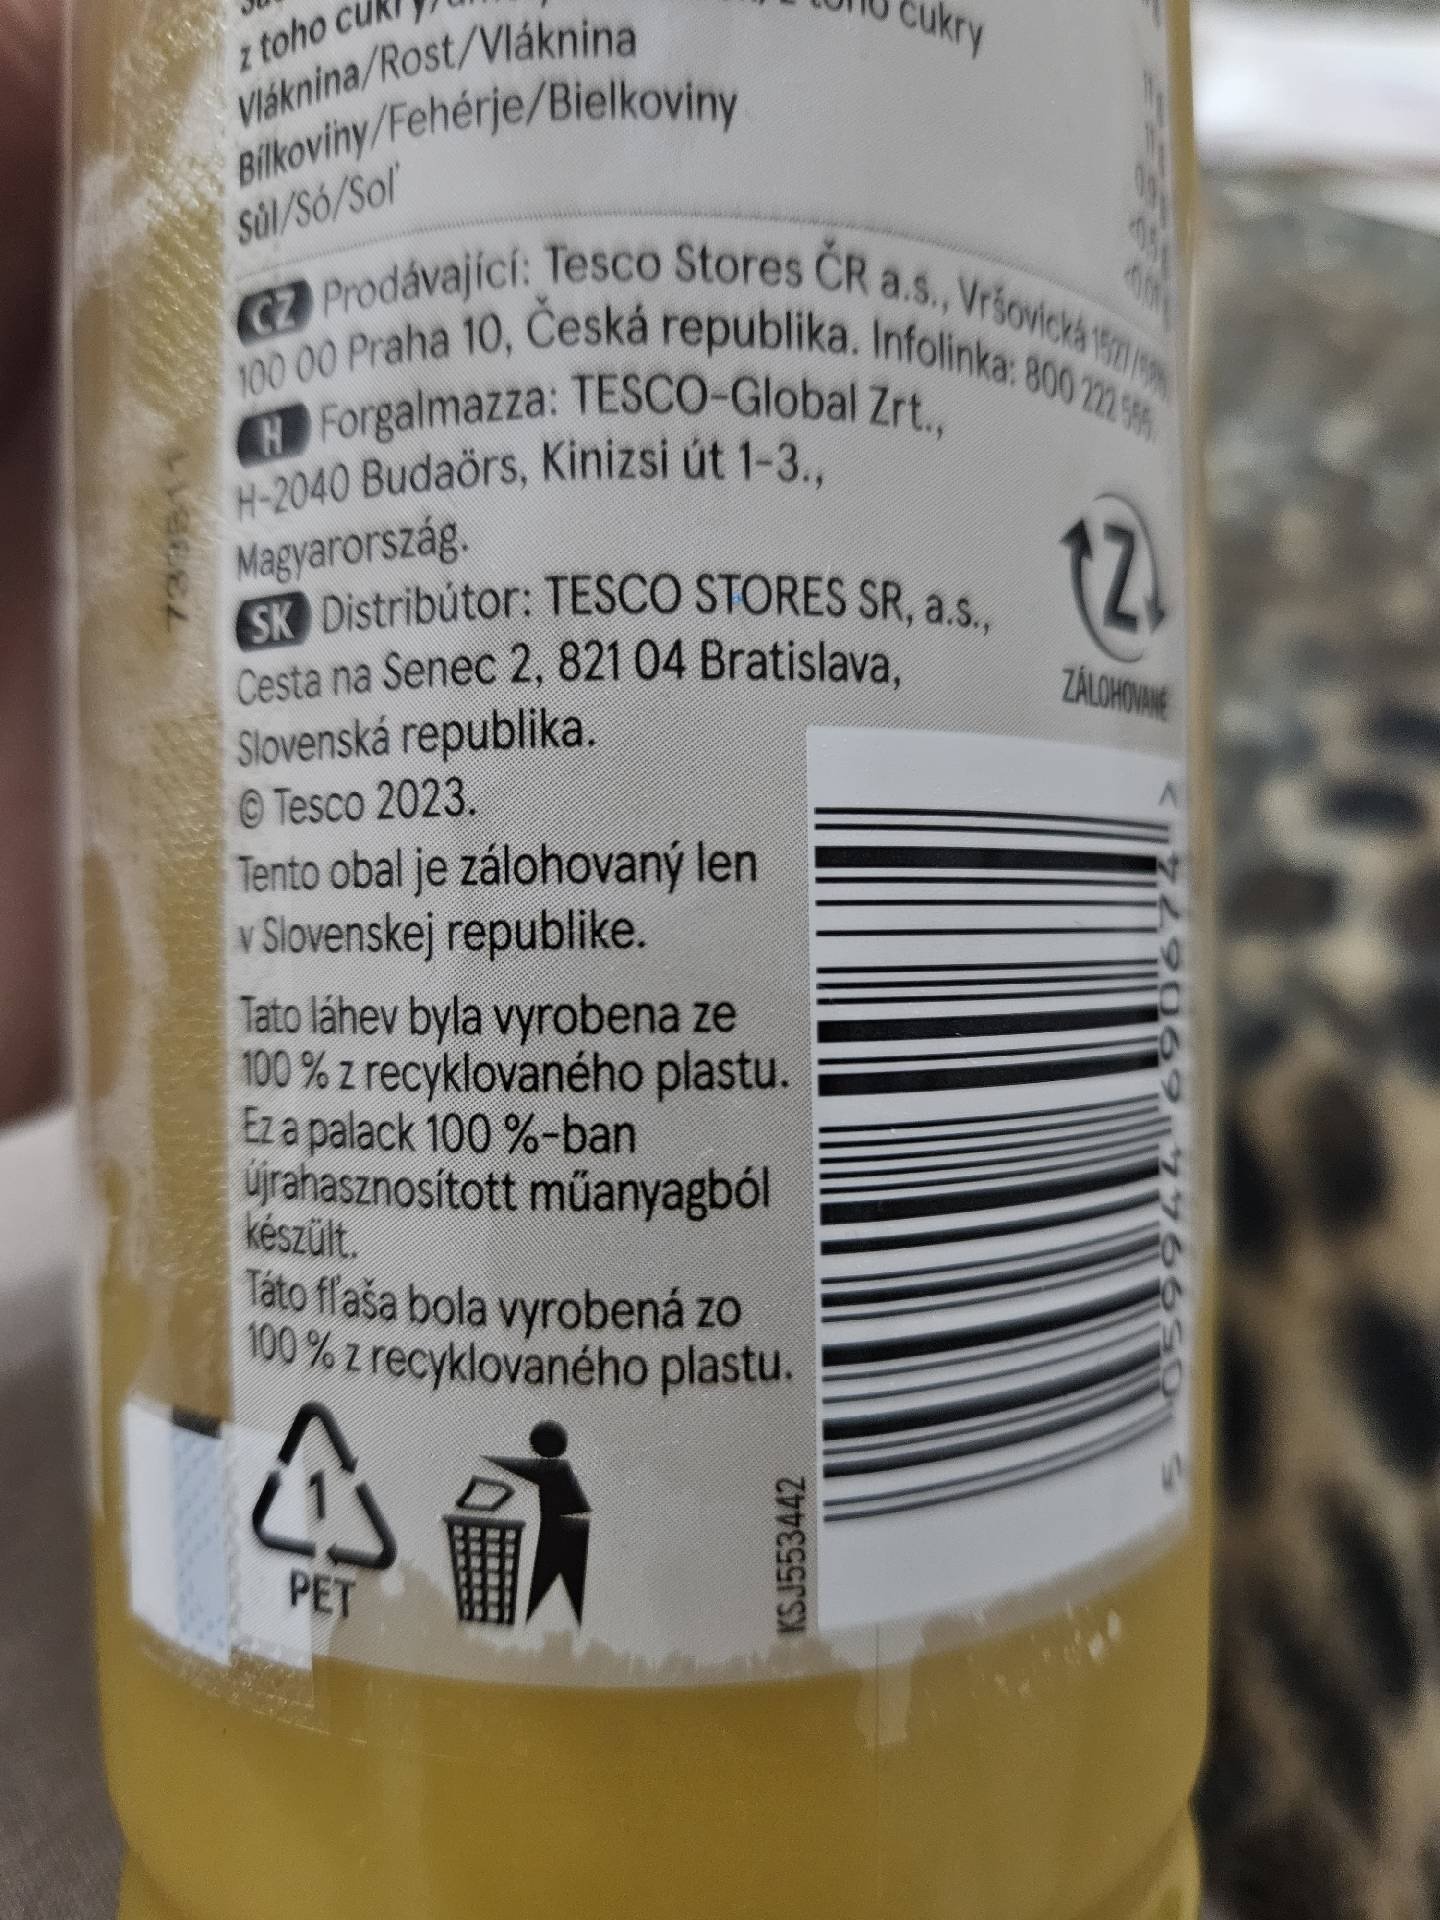 z toho cukry/
cukry
Vláknina/Rost/Vláknina
Bílkoviny/Fehérje/Bielkoviny
Sůl/Só/Soľ
CZ Prodávající: Tesco Stores ČR a.s., Vršovická
100 00 Praha 10, Česká republika. Infolinka: 800 222
H Forgalmazza: TESCO-Global Zrt.,
H-2040 Budaörs, Kinizsi út 1-3.,
Magyarország.
SK Distribútor: TESCO STORES SR, a.s.,
Cesta na Senec 2, 821 04 Bratislava,
Slovenská republika.
© Tesco 2023.
Tento obal je zálohovaný len
v Slovenskej republike.
Tato láhev byla vyrobena ze
100 % z recyklovaného plastu.
Ez a palack 100 %-ban
újrahasznosított műanyagból
készült.
Táto fľaša bola vyrobená zo
100 % z recyklovaného plastu.
1
PET
Z
ZÁLOHOVANÉ
KSJ553442